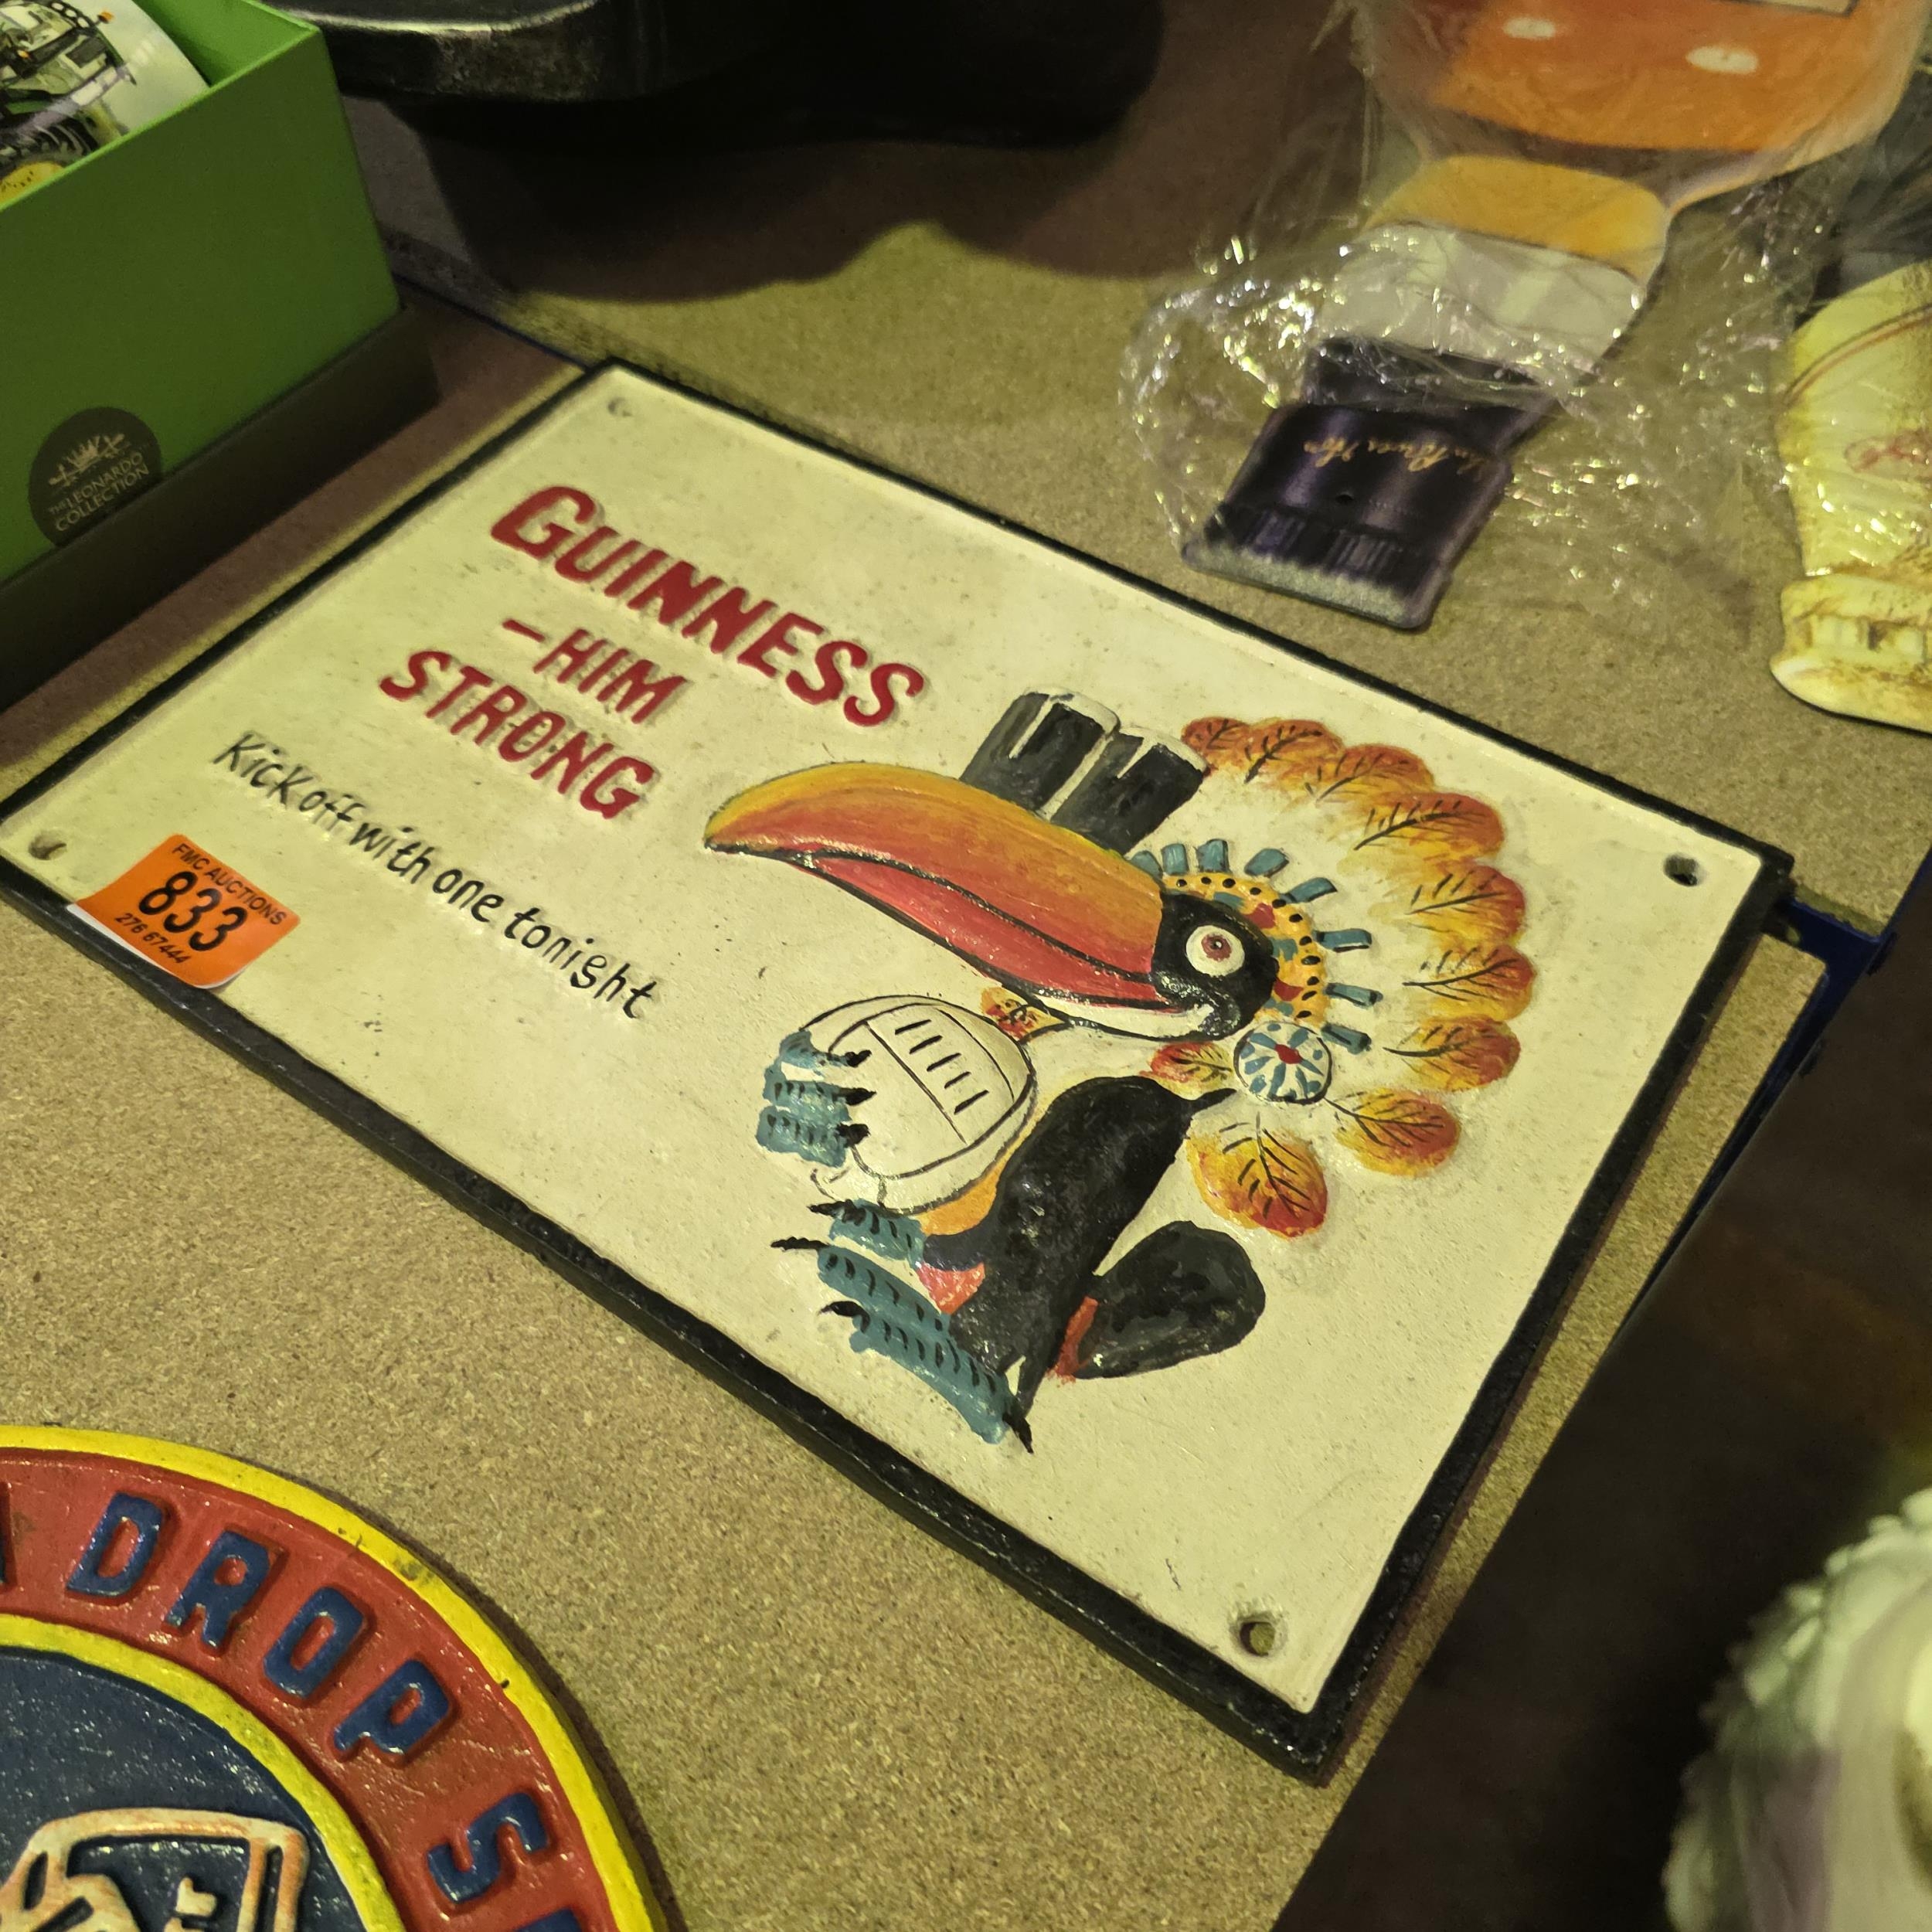 THE LEONARDO
COLLECTION
GUINNESS
-HIM
STRONG
Kick off with one tonight
FMC AUCTIONS
833
276 67444
DROP